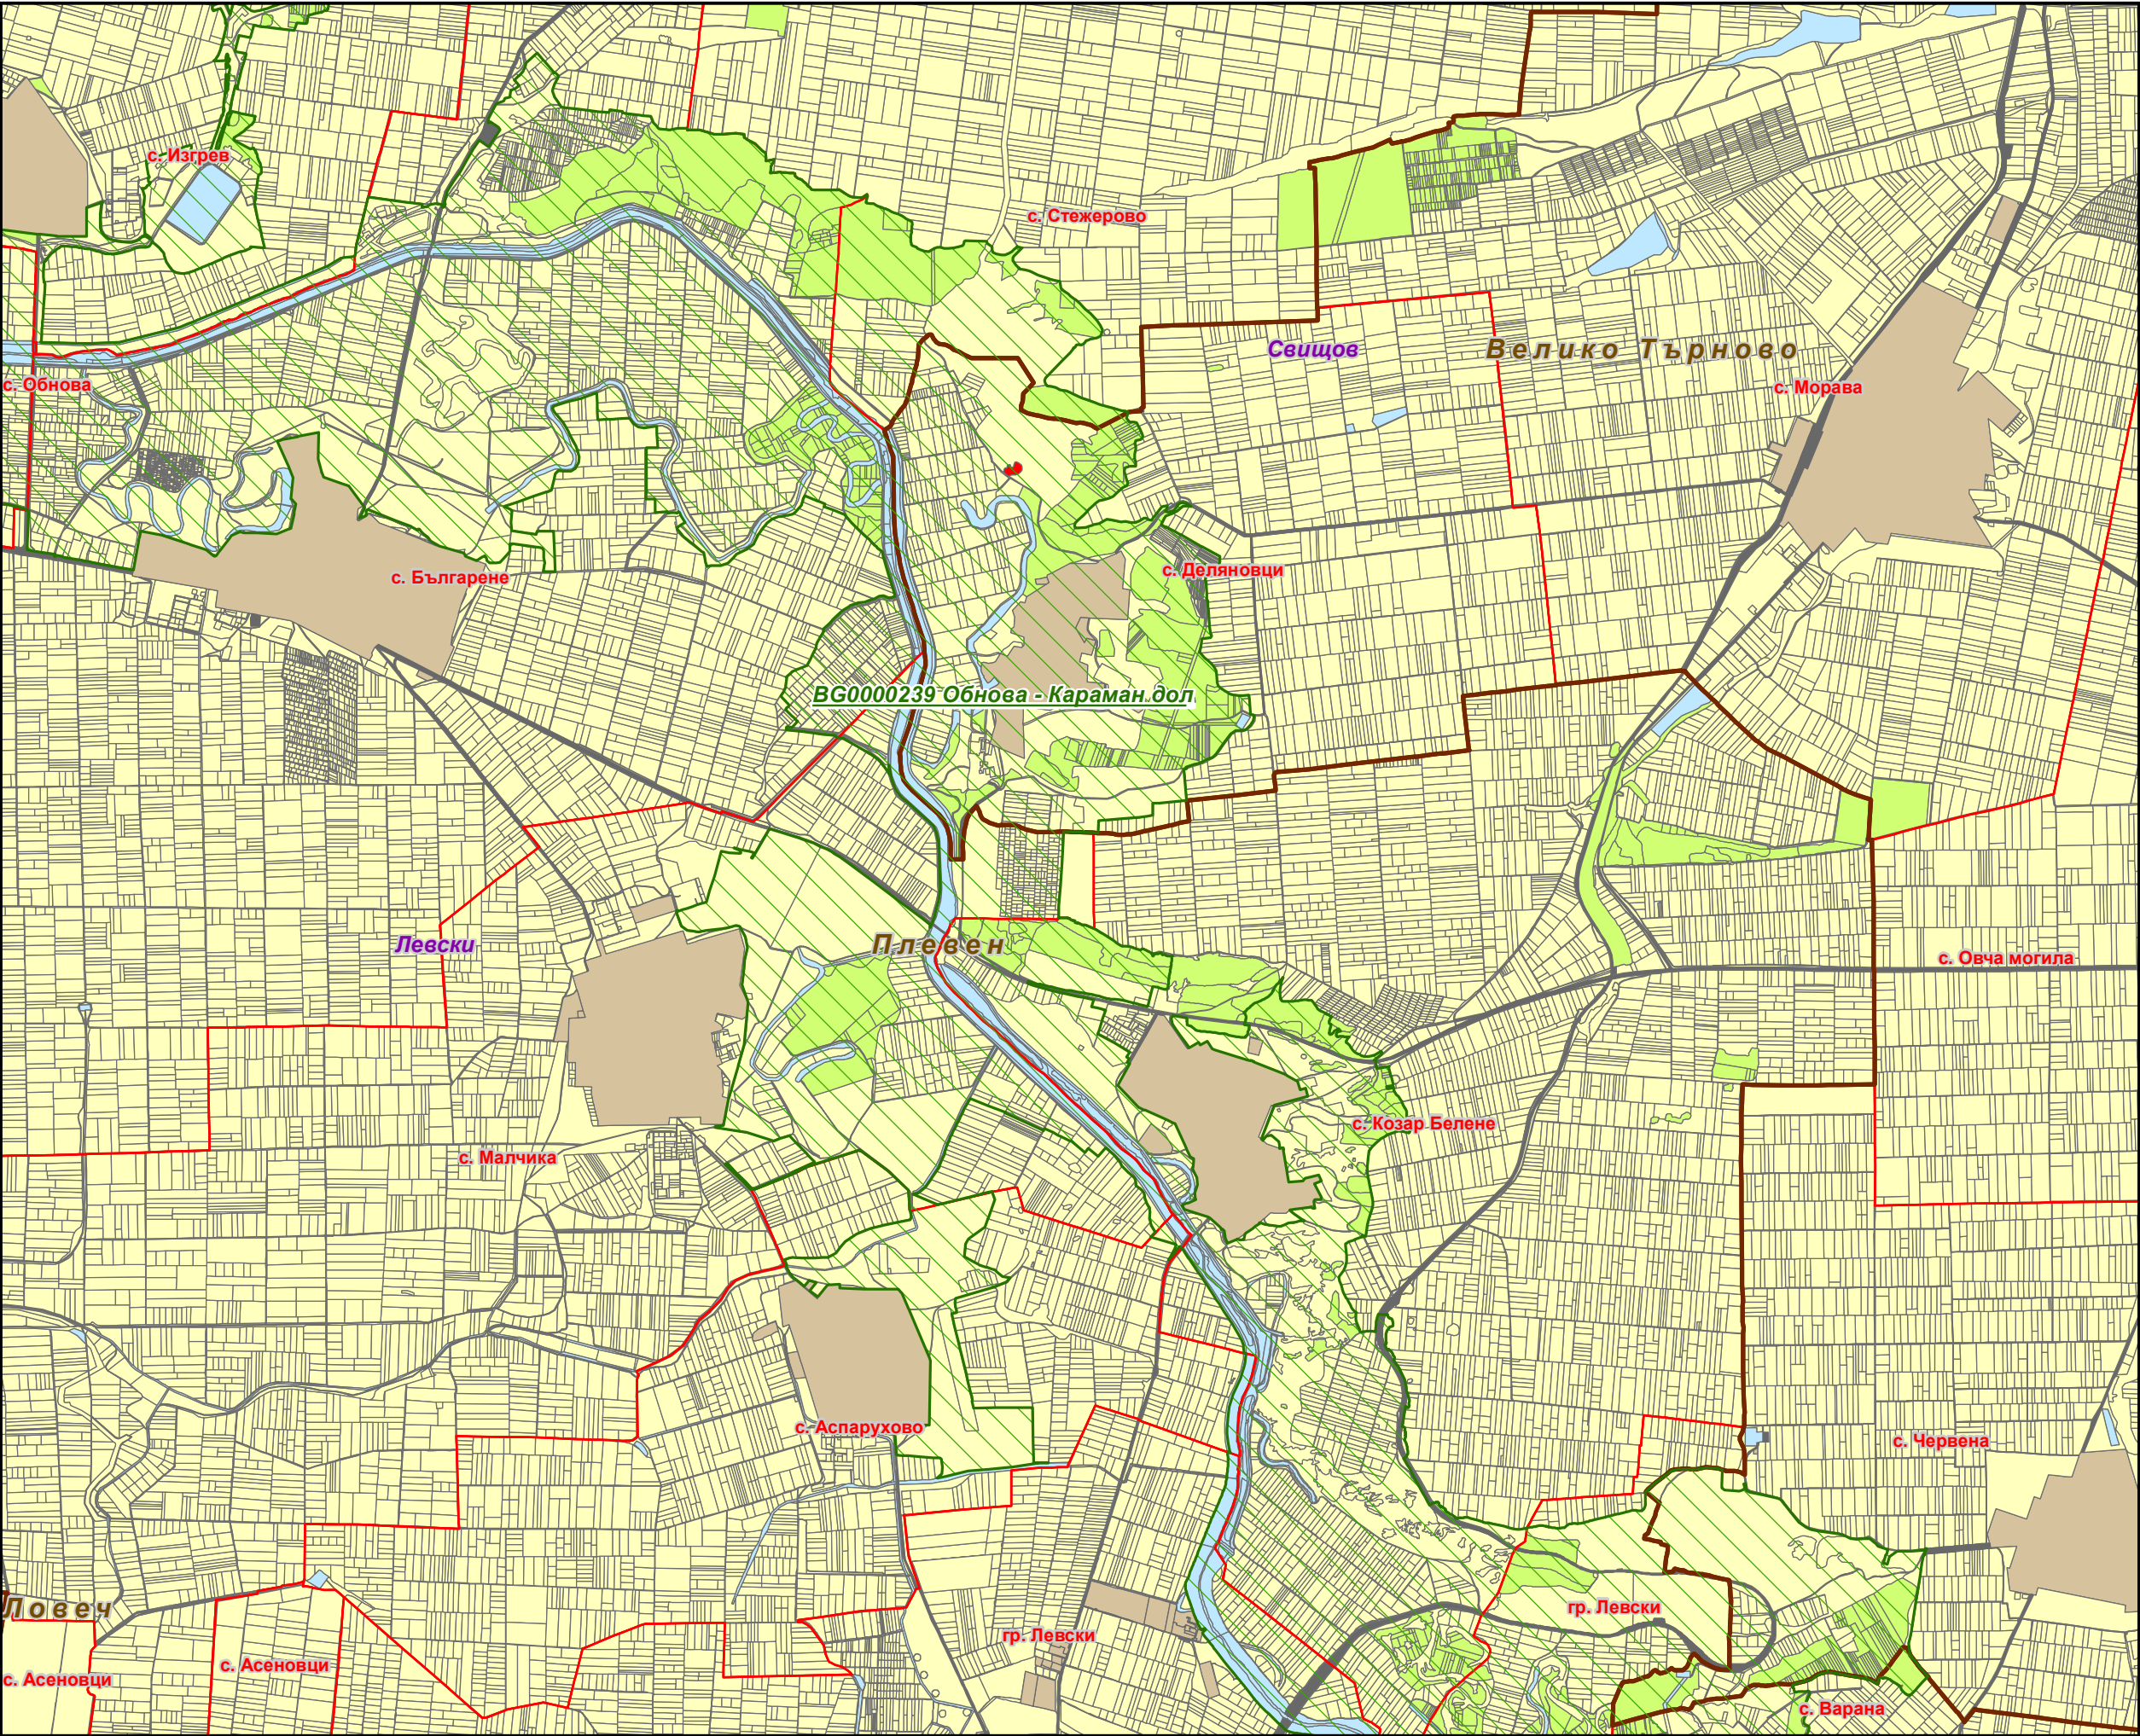 с. Изгрев
с. Стежерово
Свищов
Велико Търново
с. Обнова
с. Морава
с. Българене
с. Деляновци
BG0000239 Обнова - Караман дол
Левски
Плевен
с. Овча могила
с. Козар Белене
с. Малчика
с. Аспарухово
с. Червена
Ловеч
гр. Левски
гр. Левски
с. Асеновци
с. Асеновци
с. Варана